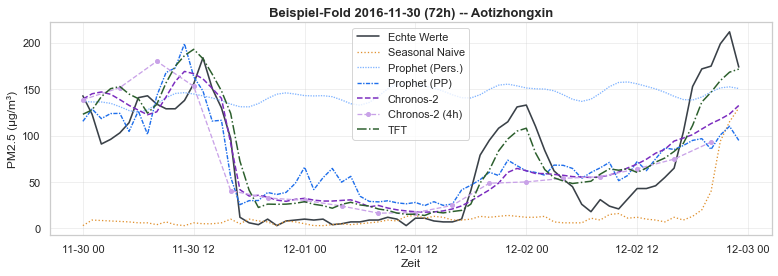 Beispiel-Fold 2016-11-30 (72h) -- Aotizhongxin
PM2.5 (µg/m³)
200
150
100
50
0
Echte Werte
Seasonal Naive
Prophet (Pers.)
Prophet (PP)
Chronos-2
Chronos-2 (4h)
TFT
11-30 00
11-30 12
12-01 00
12-01 12
12-02 00
12-02 12
12-03 00
Zeit